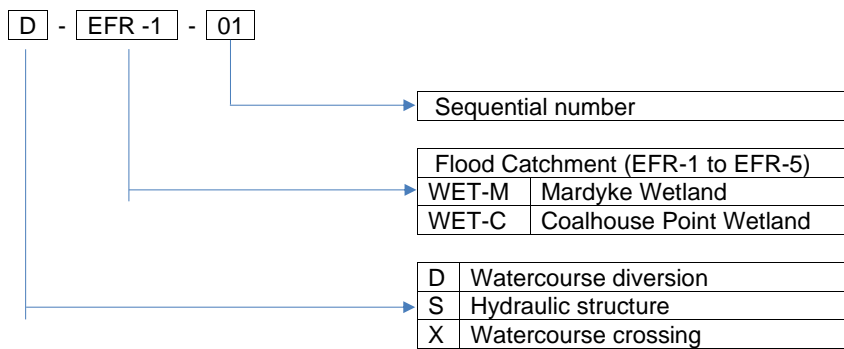 D - EFR -1 - 01
Sequential number
Flood Catchment (EFR-1 to EFR-5)
WET-M Mardyke Wetland
WET-C Coalhouse Point Wetland
D Watercourse diversion
S Hydraulic structure
X Watercourse crossing